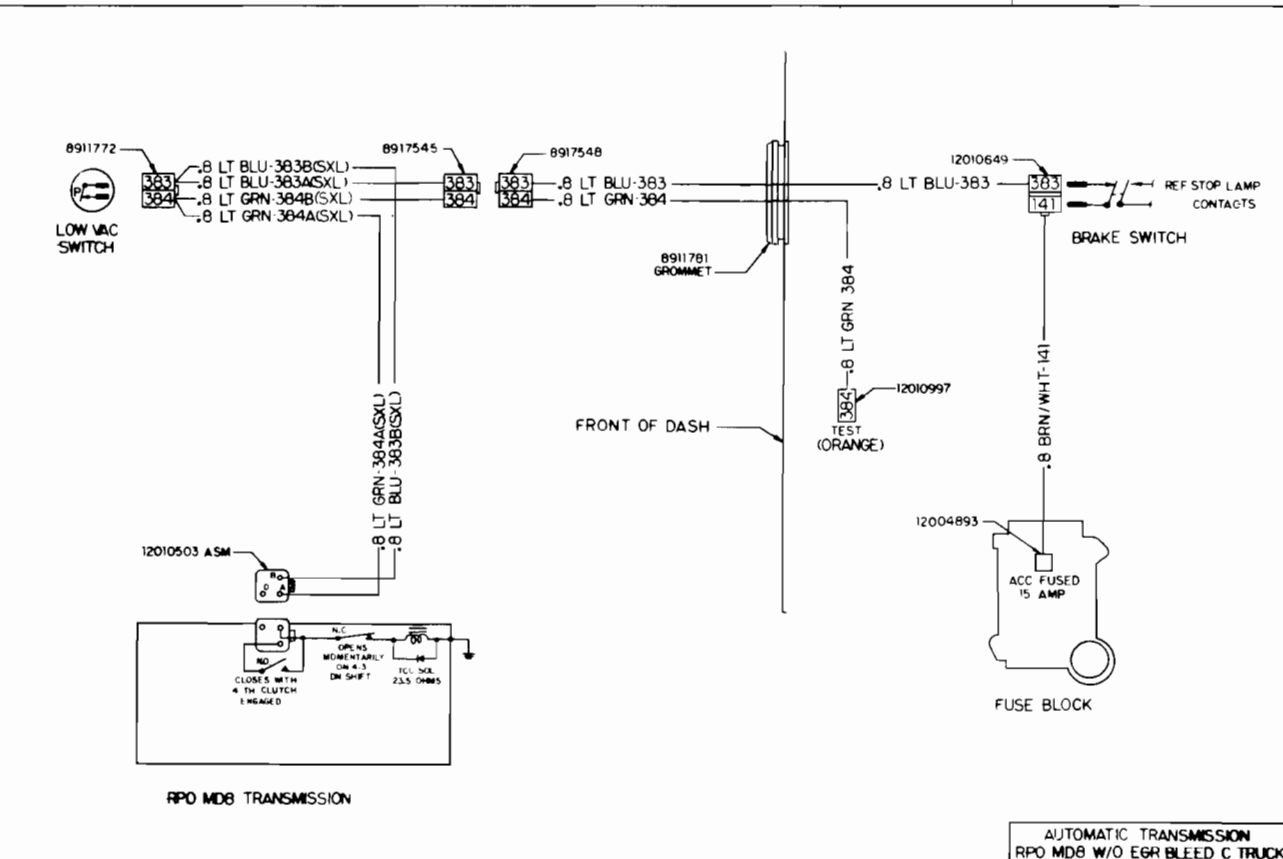 8911772
.8 LT BLU-383B(SXL)
.8 LT BLU-383A(SXL)
.8 LT GRN-384B(SXL)
.8 LT GRN-384A(SXL)
383
384
P
LOW VAC
SWITCH
8917545
383
384
8917548
383
384
.8 LT BLU-383
.8 LT GRN-384
8911781
GROMMET
.8 LT BLU-383
12010649
383
141
REF STOP LAMP
CONTACTS
BRAKE SWITCH
.8 LT GRN 384
384
12010997
TEST
(ORANGE)
FRONT OF DASH
.8 BRN/WHT-141
.8 LT GRN-384A(SXL)
.8 LT BLU-383B(SXL)
12010503 ASM
B
D
A
12004893
ACC FUSED
15 AMP
FUSE BLOCK
N.C
OPENS
MOMENTARILY
ON 4-3
DN SHIFT
N.O
CLOSES WITH
4 TH CLUTCH
ENGAGED
TCC SOL
23.5 OHMS
RPO MD8 TRANSMISSION
AUTOMATIC TRANSMISSION
RPO MD8 W/O EGR BLEED C TRUCK